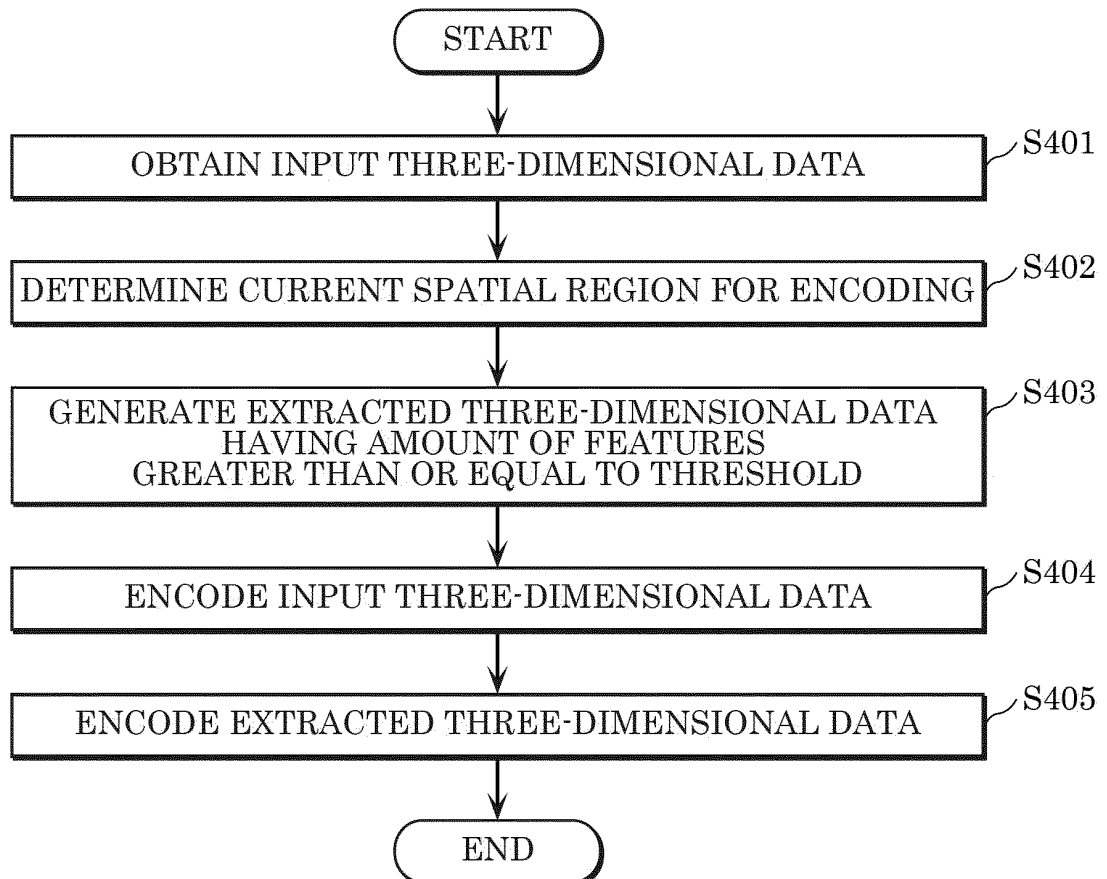 START
OBTAIN INPUT THREE-DIMENSIONAL DATA
S401
DETERMINE CURRENT SPATIAL REGION FOR ENCODING
S402
GENERATE EXTRACTED THREE-DIMENSIONAL DATA
HAVING AMOUNT OF FEATURES
GREATER THAN OR EQUAL TO THRESHOLD
S403
ENCODE INPUT THREE-DIMENSIONAL DATA
S404
ENCODE EXTRACTED THREE-DIMENSIONAL DATA
S405
END